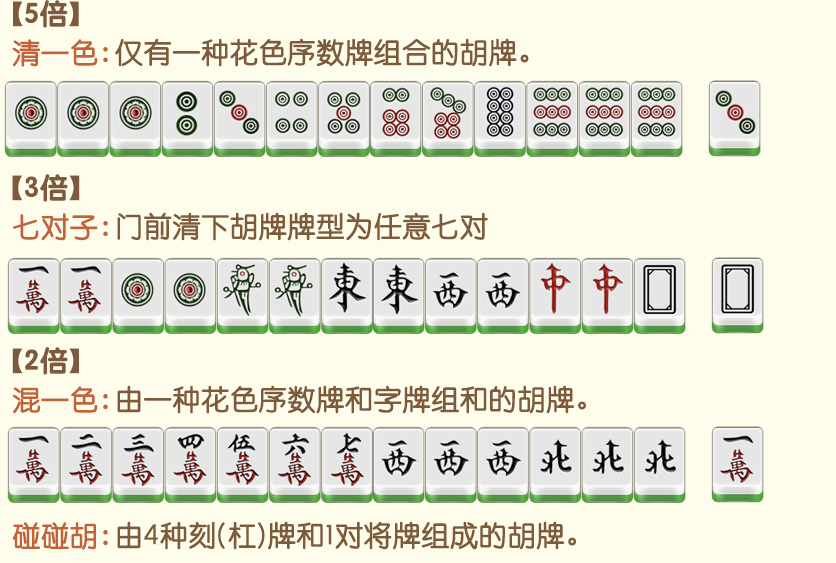 【5倍】
清一色:仅有一种花色序数牌组合的胡牌。
【3倍】
七对子:门前清下胡牌牌型为任意七对
一萬 一萬 東 東 西 西 中 中
【2倍】
混一色:由一种花色序数牌和字牌组和的胡牌。
一萬 二萬 三萬 四萬 伍萬 六萬 七萬 西 西 西 北 北 北 一萬
碰碰胡:由4种刻(杠)牌和1对将牌组成的胡牌。